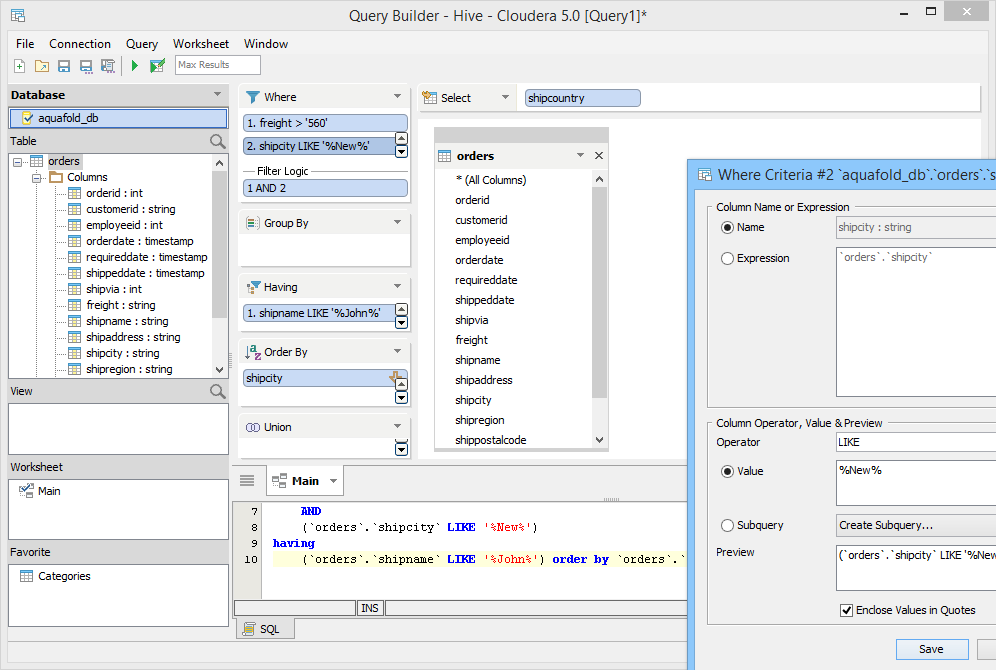 Query Builder - Hive - Cloudera 5.0 [Query1]*
File Connection Query Worksheet Window
Max Results
Database
aquafold_db
Table
orders
Columns
orderid : int
customerid : string
employeeid : int
orderdate : timestamp
requireddate : timestamp
shippeddate : timestamp
shipvia : int
freight : string
shipname : string
shipaddress : string
shipcity : string
shipregion : string
View
Worksheet
Main
Favorite
Categories
Where
1. freight > '560'
2. shipcity LIKE '%New%'
Filter Logic
1 AND 2
Group By
Having
1. shipname LIKE '%John%'
Order By
shipcity
Union
Select
shipcountry
orders
* (All Columns)
orderid
customerid
employeeid
orderdate
requireddate
shippeddate
shipvia
freight
shipname
shipaddress
shipcity
shipregion
shippostalcode
Main
7 AND
8 (`orders`.`shipcity` LIKE '%New%')
9 having
10 (`orders`.`shipname` LIKE '%John%') order by `orders`.`
INS
SQL
Where Criteria #2 `aquafold_db`.`orders`.`s
Column Name or Expression
Name
shipcity : string
Expression
`orders`.`shipcity`
Column Operator, Value & Preview
Operator
LIKE
Value
%New%
Subquery
Create Subquery...
Preview
(`orders`.`shipcity` LIKE '%New
Enclose Values in Quotes
Save